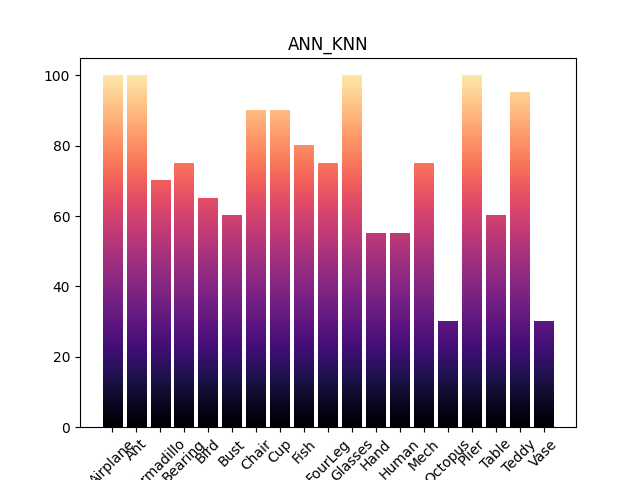 ANN_KNN
100
80
60
40
20
0
Airplane
Ant
rmadillo
Bearing
Bird
Bust
Chair
Cup
Fish
FourLeg
Glasses
Hand
Human
Mech
Octopus
Plier
Table
Teddy
Vase